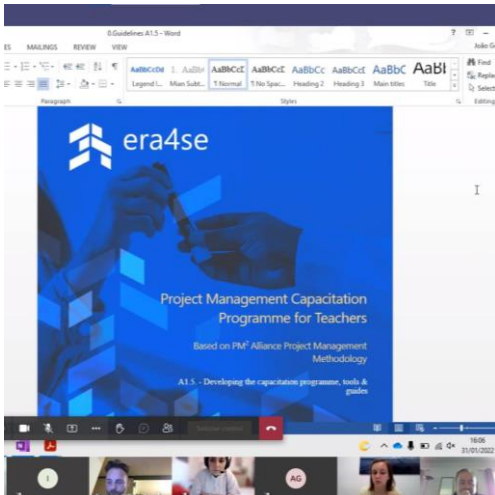 0.Guidelines A1.5 - Word
ES MAILINGS REVIEW VIEW
João G
Find
Replac
Select
AaBbCcDd AaBbCcI AaBbCcI AaBbCc AaBbCcI AaBbC AaBl
Legend I... Mian Subt... ¶ Normal ¶ No Spac... Heading 2 Heading 3 Main titles Title
Paragraph Styles Editing
era4se
Project Management Capacitation
Programme for Teachers
Based on PM² Alliance Project Management
Methodology
A1.5. - Developing the capacitation programme, tools &
guides
16:06
31/01/2022
I
AG